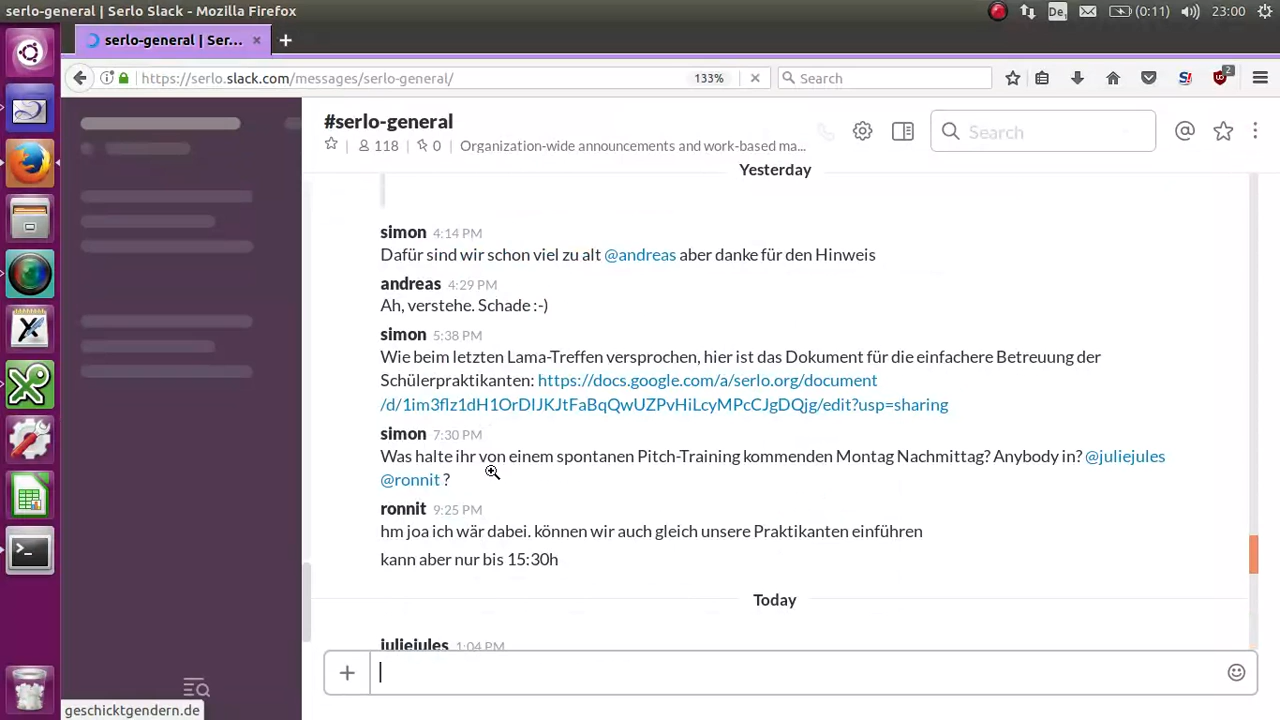 serlo-general | Serlo Slack - Mozilla Firefox
De₁
(0:11)
23:00
serlo-general | Ser...
https://serlo.slack.com/messages/serlo-general/
133%
Search
2
#serlo-general
118
0
Organization-wide announcements and work-based ma...
Search
Yesterday
simon 4:14 PM
Dafür sind wir schon viel zu alt @andreas aber danke für den Hinweis
andreas 4:29 PM
Ah, verstehe. Schade :-)
simon 5:38 PM
Wie beim letzten Lama-Treffen versprochen, hier ist das Dokument für die einfachere Betreuung der
Schülerpraktikanten: https://docs.google.com/a/serlo.org/document
/d/1im3flz1dH1OrDIJKJtFaBqQwUZPvHiLcyMPcCJgDQjg/edit?usp=sharing
simon 7:30 PM
Was halte ihr von einem spontanen Pitch-Training kommenden Montag Nachmittag? Anybody in? @juliejules
@ronnit ?
ronnit 9:25 PM
hm joa ich wär dabei. können wir auch gleich unsere Praktikanten einführen
kann aber nur bis 15:30h
Today
juliejules 1:04 PM
geschicktgendern.de